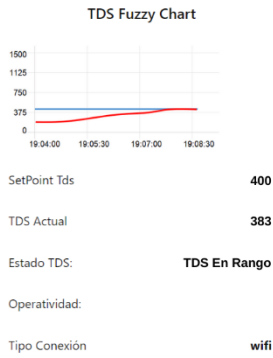 TDS Fuzzy Chart
1500
1125
750
375
0
19:04:00 19:05:30 19:07:00 19:08:30
SetPoint Tds 400
TDS Actual 383
Estado TDS: TDS En Rango
Operatividad:
Tipo Conexión wifi